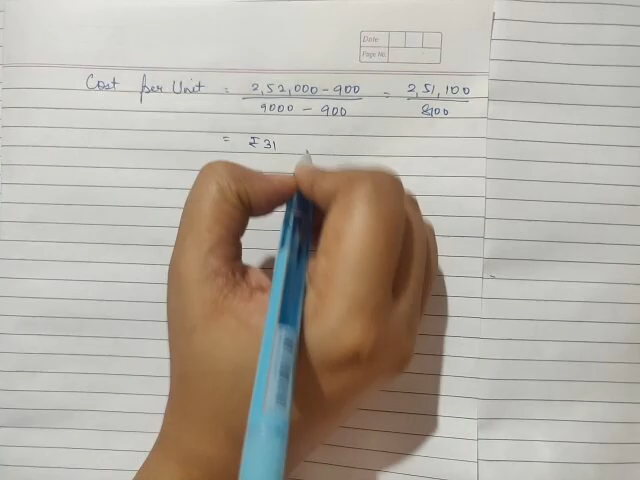 Date
Page No.
Cost per Unit = 2,52,000 - 900 / 9000 - 900 = 2,51,100 / 8100
= ₹31